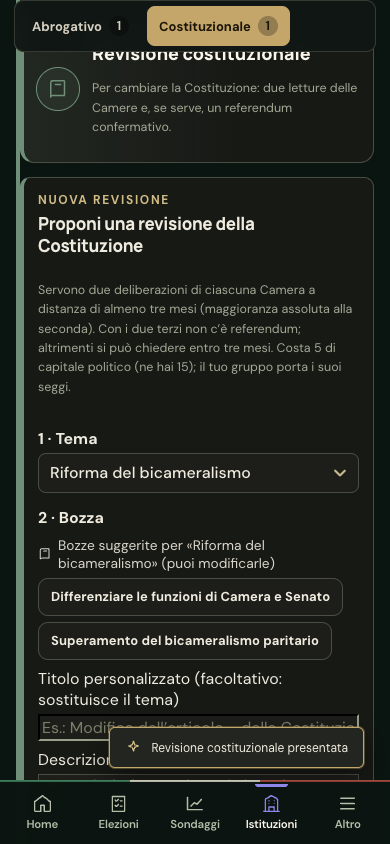 Abrogativo 1 Costituzionale 1
Revisione costituzionale
Per cambiare la Costituzione: due letture delle
Camere e, se serve, un referendum
confermativo.
NUOVA REVISIONE
Proponi una revisione della
Costituzione
Servono due deliberazioni di ciascuna Camera a
distanza di almeno tre mesi (maggioranza assoluta alla
seconda). Con i due terzi non c'è referendum;
altrimenti si può chiedere entro tre mesi. Costa 5 di
capitale politico (ne hai 15); il tuo gruppo porta i suoi
seggi.
1 · Tema
Riforma del bicameralismo
2 · Bozza
Bozze suggerite per «Riforma del
bicameralismo» (puoi modificarle)
Differenziare le funzioni di Camera e Senato
Superamento del bicameralismo paritario
Titolo personalizzato (facoltativo:
sostituisce il tema)
Es.: Modifica dell'articolo
Revisione costituzionale presentata
Home Elezioni Sondaggi Istituzioni Altro